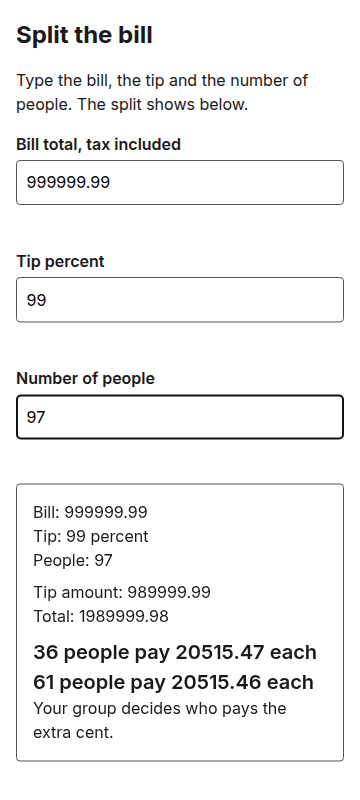 Split the bill
Type the bill, the tip and the number of
people. The split shows below.
Bill total, tax included
999999.99
Tip percent
99
Number of people
97
Bill: 999999.99
Tip: 99 percent
People: 97
Tip amount: 989999.99
Total: 1989999.98
36 people pay 20515.47 each
61 people pay 20515.46 each
Your group decides who pays the
extra cent.